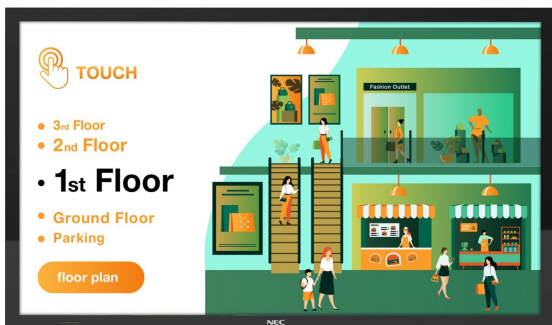 TOUCH
3rd Floor
2nd Floor
1st Floor
Ground Floor
Parking
floor plan
Fashion Outlet
NEC